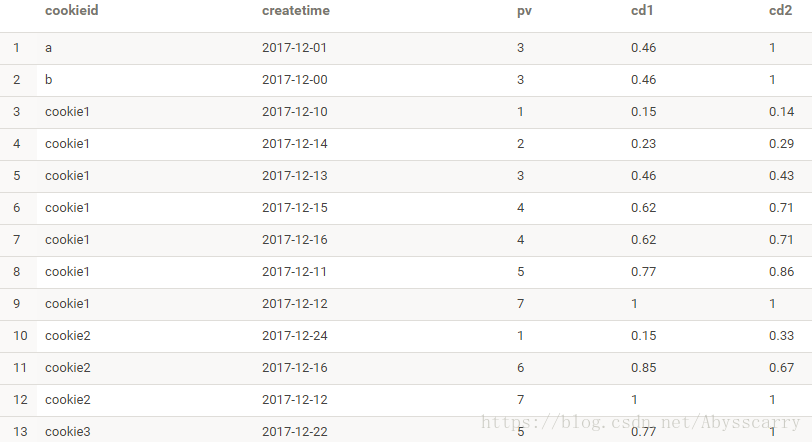 cookieid createtime pv cd1 cd2
1 a 2017-12-01 3 0.46 1
2 b 2017-12-00 3 0.46 1
3 cookie1 2017-12-10 1 0.15 0.14
4 cookie1 2017-12-14 2 0.23 0.29
5 cookie1 2017-12-13 3 0.46 0.43
6 cookie1 2017-12-15 4 0.62 0.71
7 cookie1 2017-12-16 4 0.62 0.71
8 cookie1 2017-12-11 5 0.77 0.86
9 cookie1 2017-12-12 7 1 1
10 cookie2 2017-12-24 1 0.15 0.33
11 cookie2 2017-12-16 6 0.85 0.67
12 cookie2 2017-12-12 7 1 1
https://blog.csdn.net/Abysscarry
13 cookie3 2017-12-22 5 0.77 1